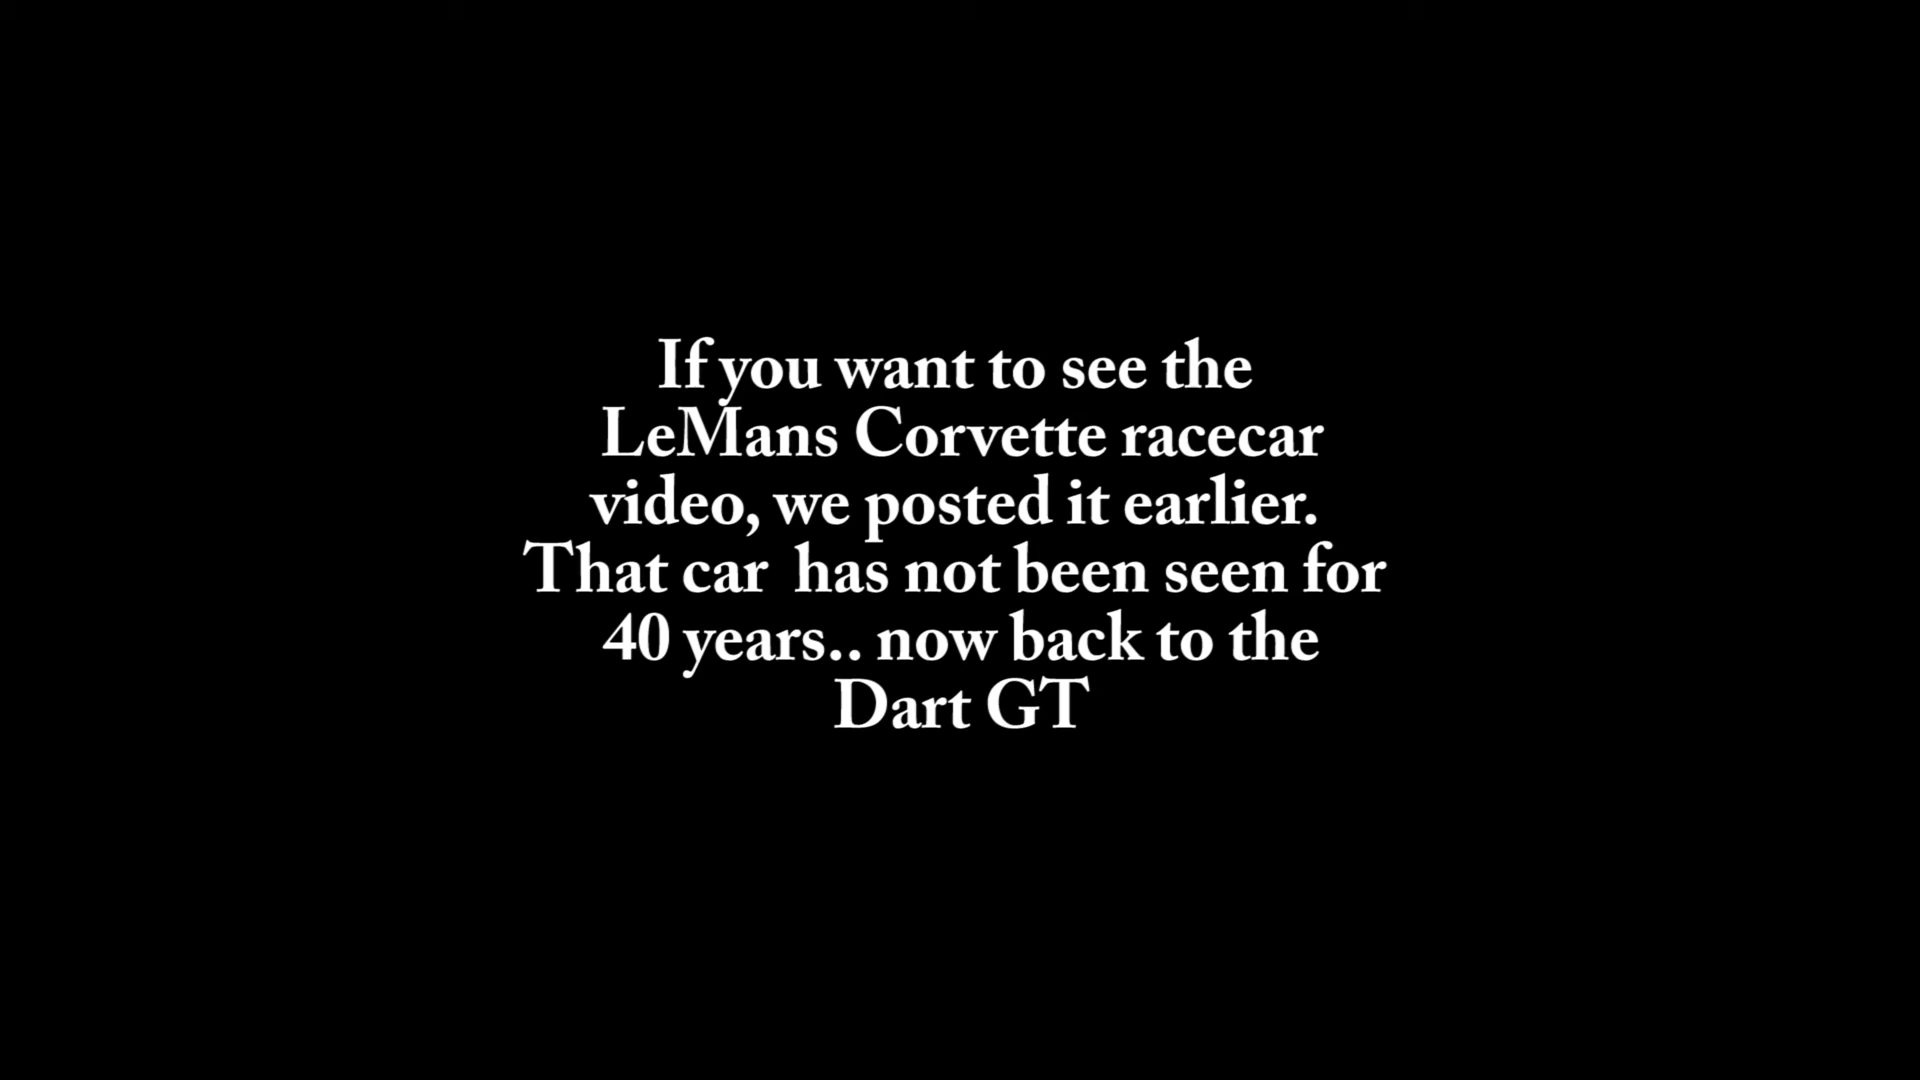 If you want to see the
LeMans Corvette racecar
video, we posted it earlier.
That car  has not been seen for
40 years.. now back to the
Dart GT